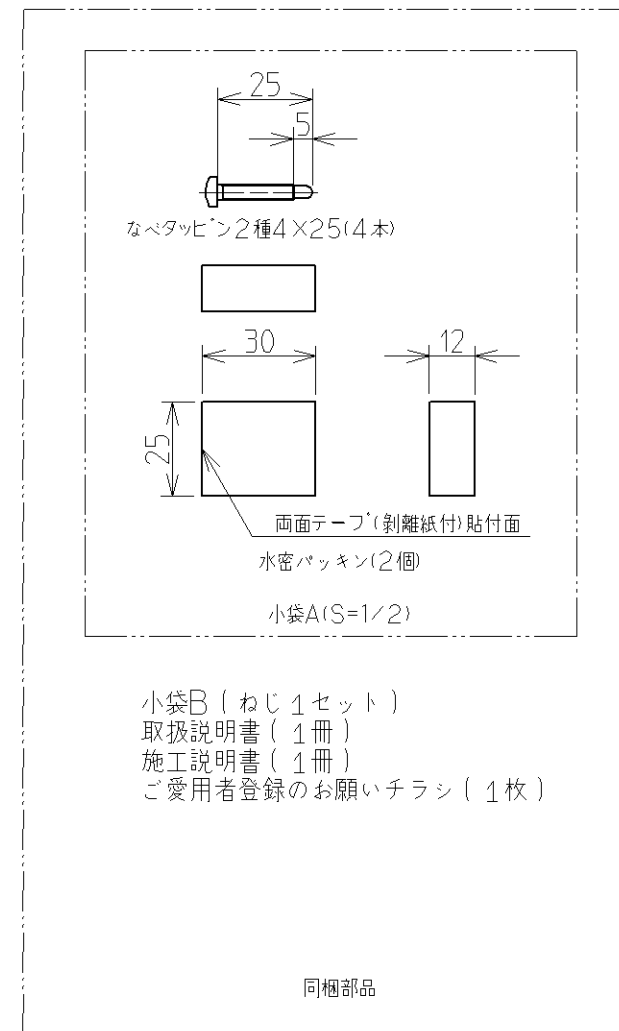 25
5
なべタッピン2種4×25(4本)
30
12
25
両面テープ(剝離紙付)貼付面
水密パッキン(2個)
小袋A(S=1/2)
小袋B(ねじ1セット)
取扱説明書(1冊)
施工説明書(1冊)
ご愛用者登録のお願いチラシ(1枚)
同梱部品